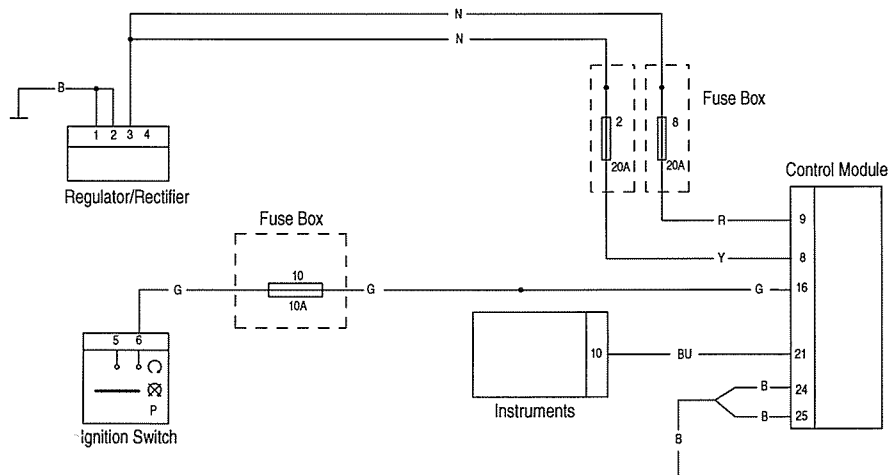 N
N
B
1 2 3 4
Regulator/Rectifier
2
20A
8
20A
Fuse Box
Control Module
R
9
Y
8
Fuse Box
10
10A
G
G
G
16
5 6
P
Ignition Switch
10
Instruments
BU
21
B
24
B
25
B